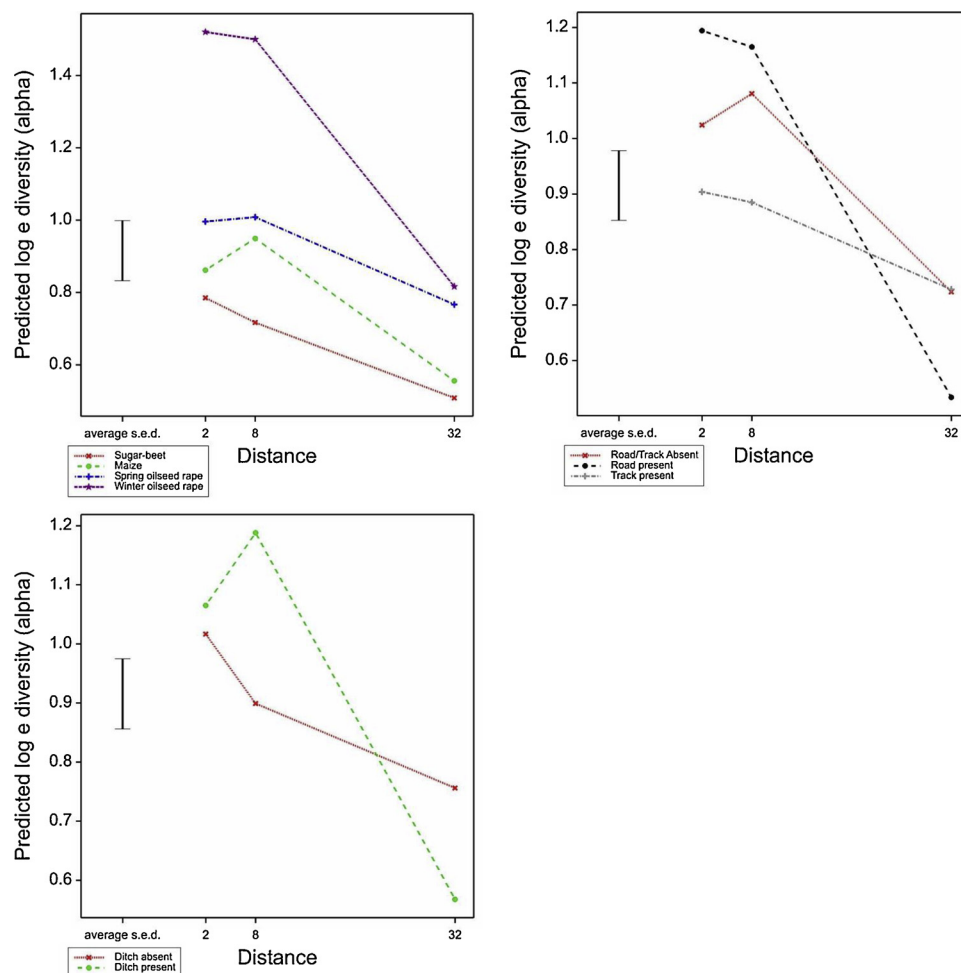 Predicted log e diversity (alpha)
1.4
1.2
1.0
0.8
0.6
average s.e.d.
2
8
32
Distance
Sugar-beet
Maize
Spring oilseed rape
Winter oilseed rape
Predicted log e diversity (alpha)
1.2
1.1
1.0
0.9
0.8
0.7
0.6
average s.e.d.
2
8
32
Distance
Road/Track Absent
Road present
Track present
Predicted log e diversity (alpha)
1.2
1.1
1.0
0.9
0.8
0.7
0.6
average s.e.d.
2
8
32
Distance
Ditch absent
Ditch present